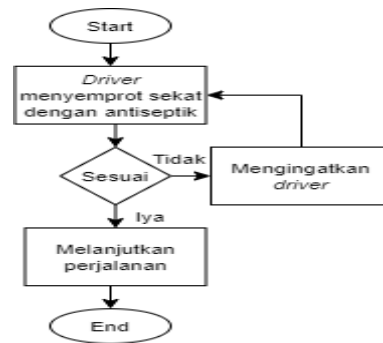 Start
Driver
menyemprot sekat
dengan antiseptik
Tidak
Sesuai
Mengingatkan
driver
Iya
Melanjutkan
perjalanan
End